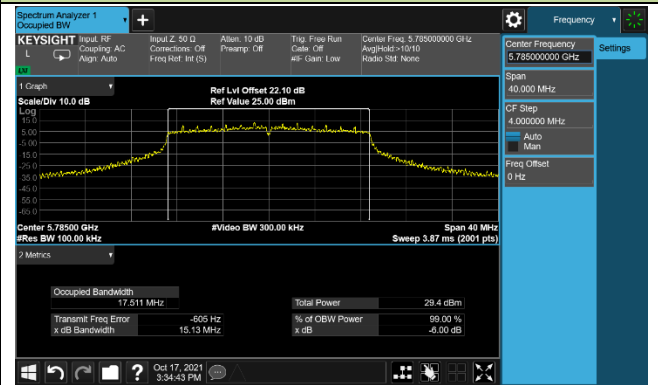 Spectrum Analyzer 1
Occupied BW
Frequency
KEYSIGHT
L
Input: RF
Coupling: AC
Align: Auto
Input Z: 50 Ω
Corrections: Off
Freq Ref: Int (S)
Atten: 10 dB
Preamp: Off
Trig: Free Run
Gate: Off
#IF Gain: Low
Center Freq: 5.785000000 GHz
Avg|Hold:>10/10
Radio Std: None
LXI
Center Frequency
5.785000000 GHz
Settings
Span
40.000 MHz
CF Step
4.000000 MHz
Auto
Man
Freq Offset
0 Hz
1 Graph
Scale/Div 10.0 dB
Ref Lvl Offset 22.10 dB
Ref Value 25.00 dBm
Log
15.0
5.00
-5.00
-15.0
-25.0
-35.0
-45.0
-55.0
-65.0
Center 5.78500 GHz
#Res BW 100.00 kHz
#Video BW 300.00 kHz
Span 40 MHz
Sweep 3.87 ms (2001 pts)
2 Metrics
Occupied Bandwidth
17.511 MHz
Total Power 29.4 dBm
Transmit Freq Error -605 Hz
% of OBW Power 99.00 %
x dB Bandwidth 15.13 MHz
x dB -6.00 dB
Oct 17, 2021
3:34:43 PM